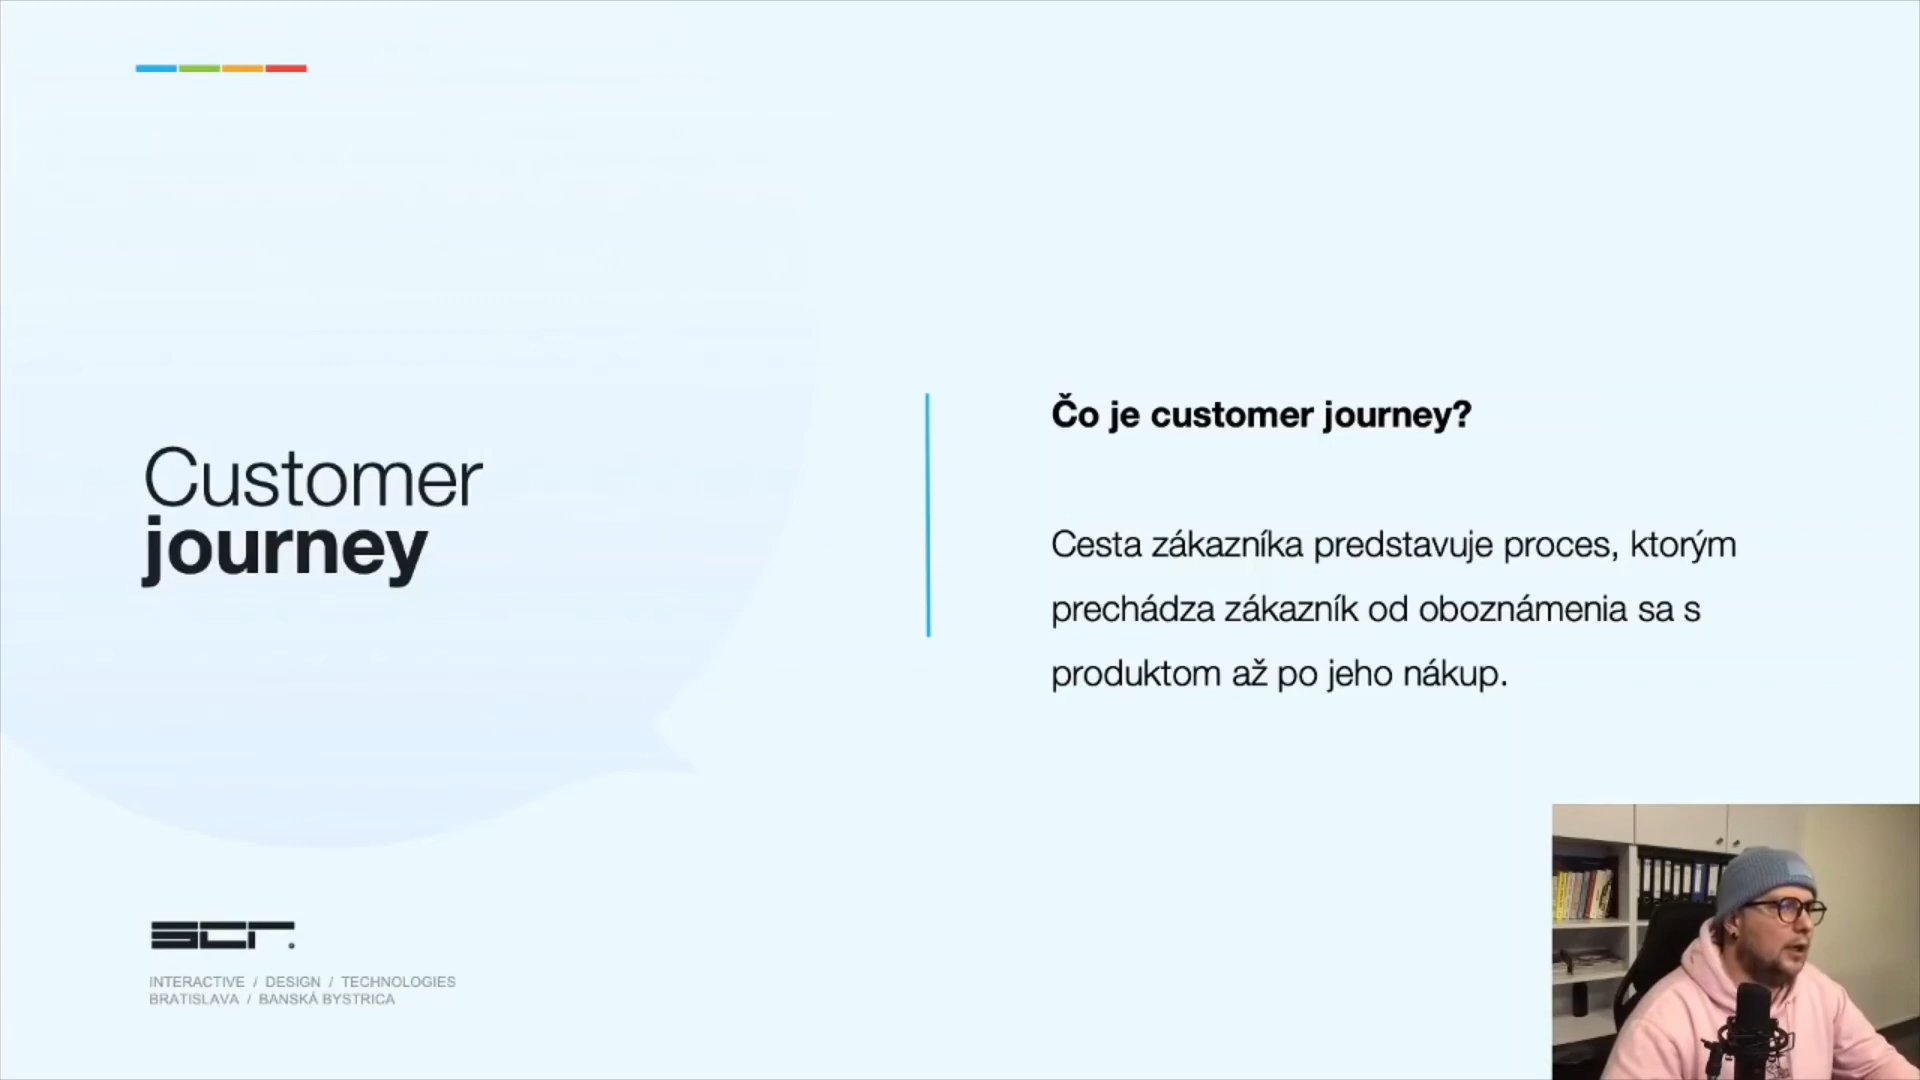 Customer
journey
Čo je customer journey?
Cesta zákazníka predstavuje proces, ktorým
prechádza zákazník od oboznámenia sa s
produktom až po jeho nákup.
scr.
INTERACTIVE / DESIGN / TECHNOLOGIES
BRATISLAVA / BANSKÁ BYSTRICA